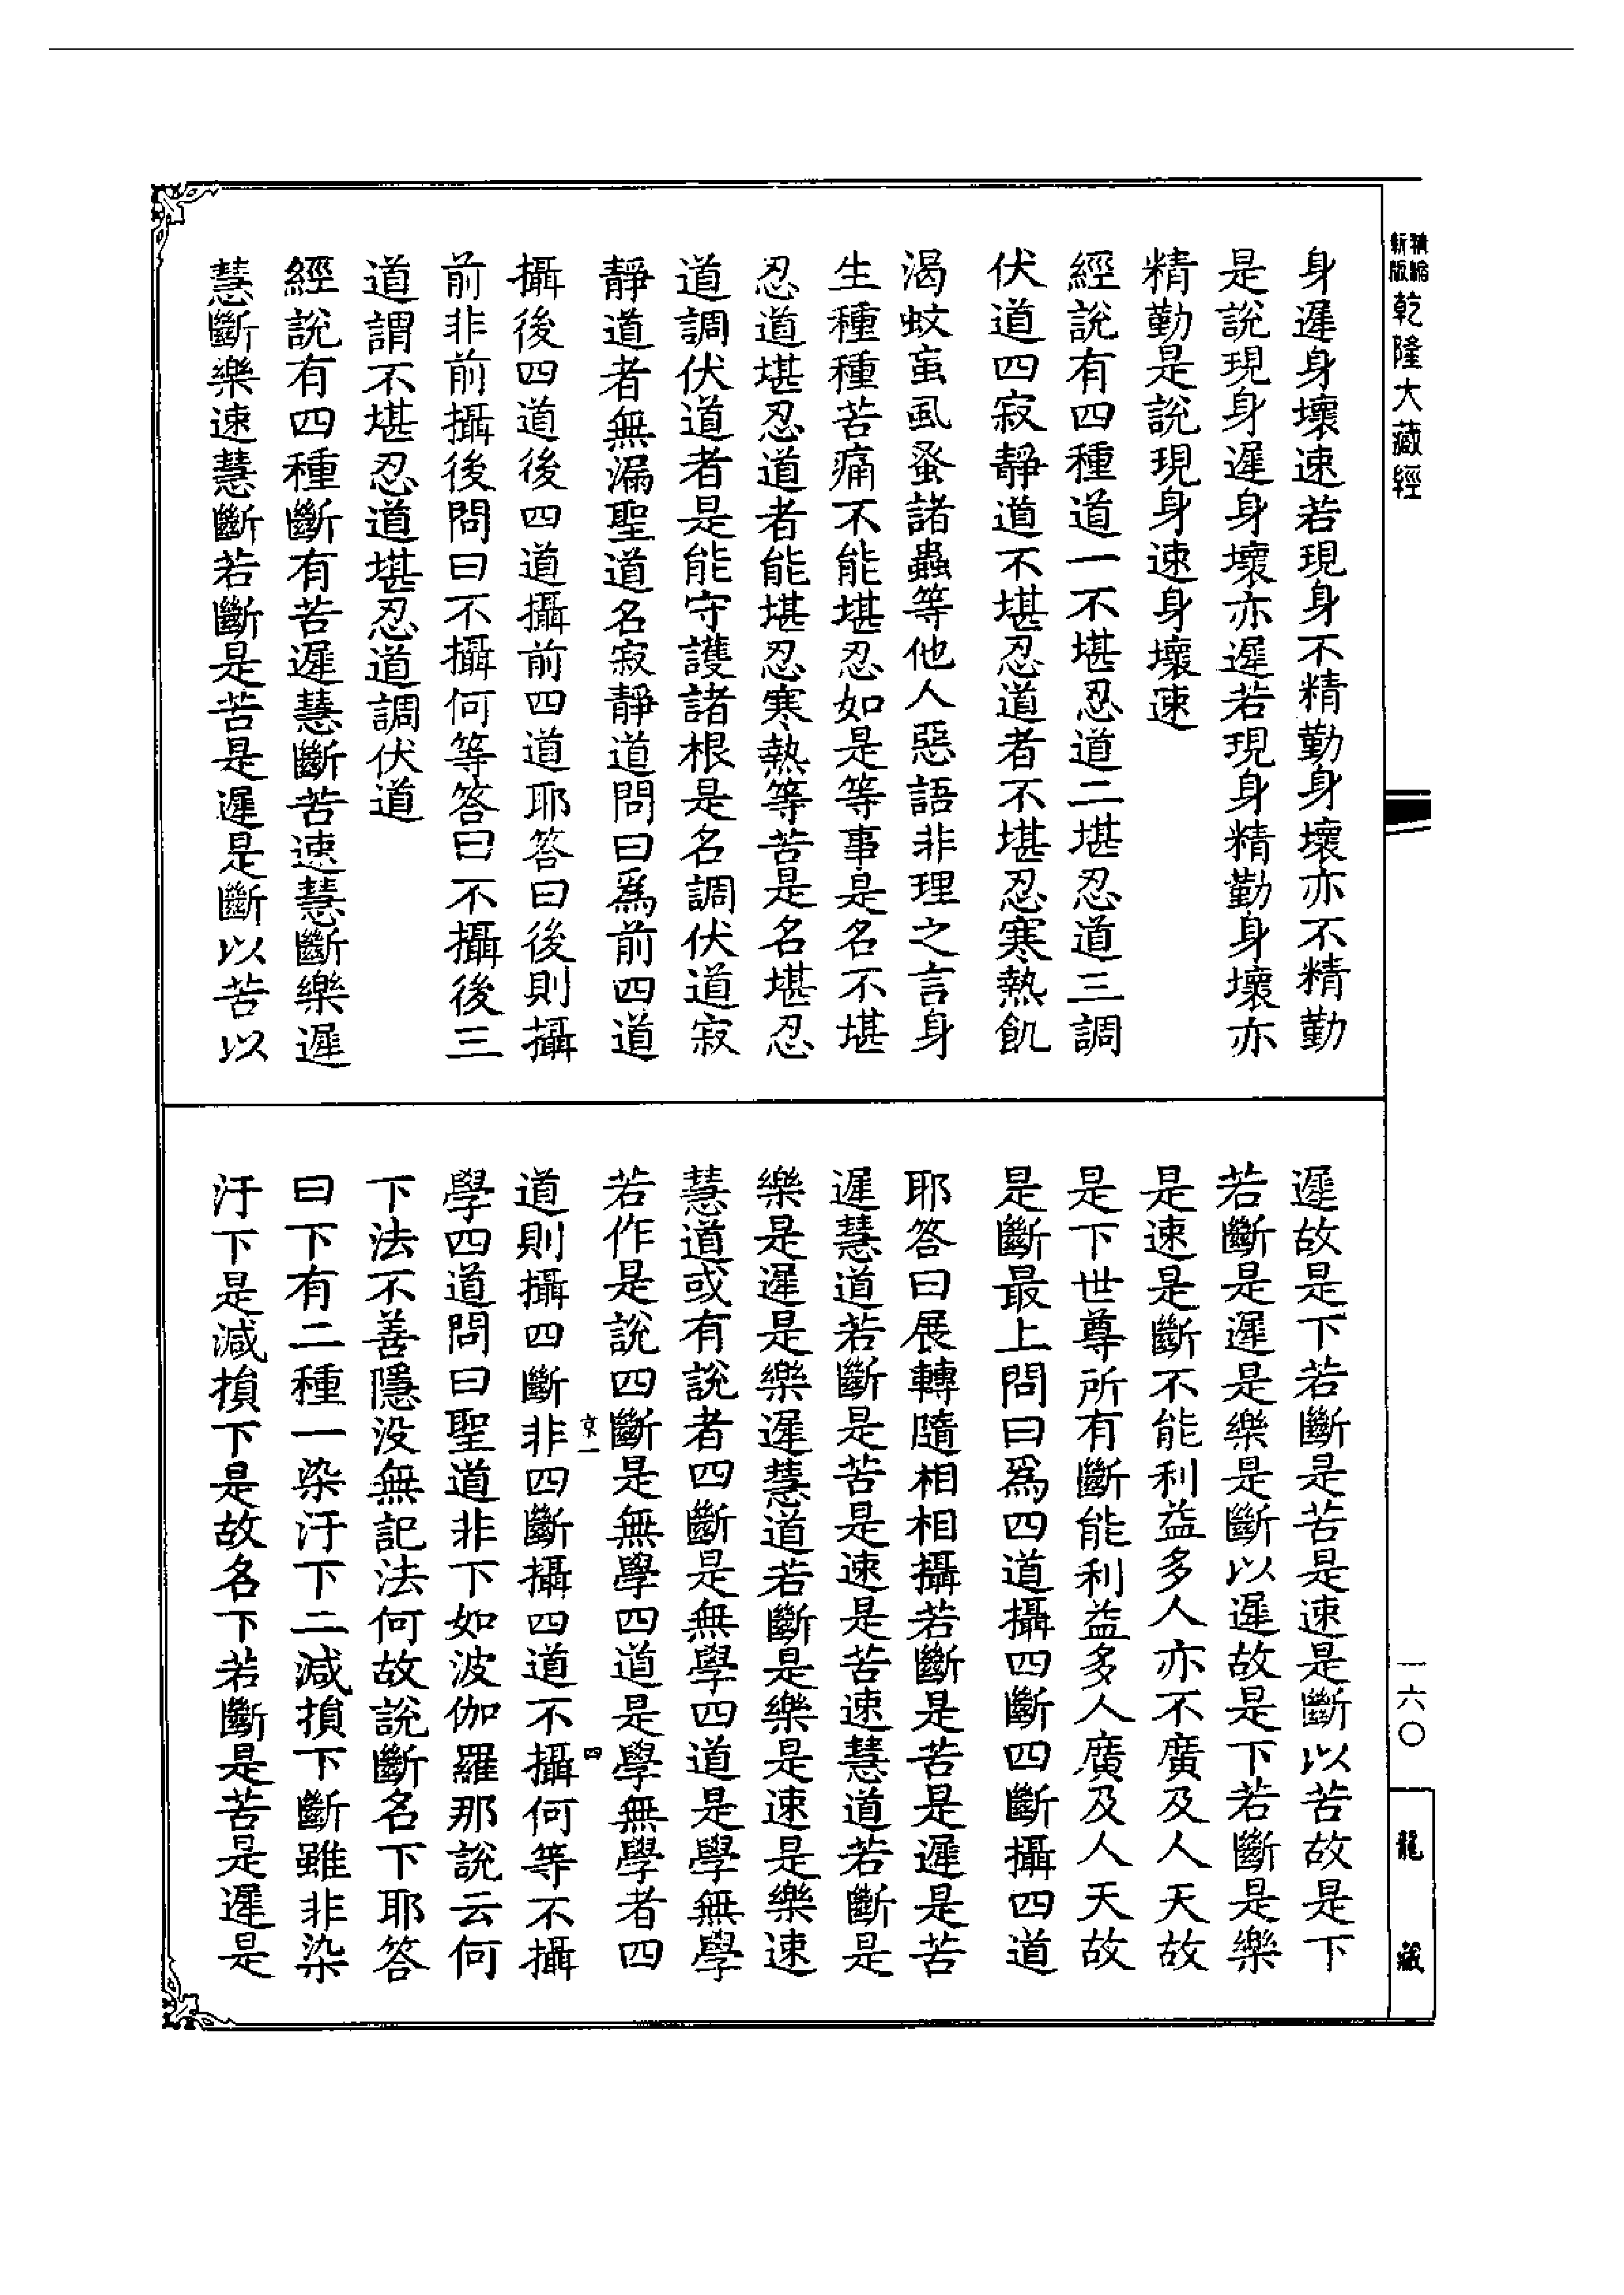 精縮新版乾隆大藏經
身遲身壞速若現身不精勤身壞亦不精勤
是說現身遲身壞亦遲若現身精勤身壞亦
精勤是說現身速身壞速
經說有四種道一不堪忍道二堪忍道三調
伏道四寂靜道不堪忍道者不堪忍寒熱飢
渴蚊䖟虱蚤諸蟲等他人惡語非理之言身
生種種苦痛不能堪忍如是等事是名不堪
忍道堪忍道者能堪忍寒熱等苦是名堪忍
道調伏道者是能守護諸根是名調伏道寂
靜道者無漏聖道名寂靜道問曰爲前四道
攝後四道後四道攝前四道耶答曰後則攝
前非前攝後問曰不攝何等答曰不攝後三
道謂不堪忍道堪忍道調伏道
經說有四種斷有苦遲慧斷苦速慧斷樂遲
慧斷樂速慧斷若斷是苦是遲是斷以苦以
遲故是下若斷是苦是速是斷以苦故是下
若斷是遲是樂是斷以遲故是下若斷是樂
是速是斷不能利益多人亦不廣及人天故
是下世尊所有斷能利益多人廣及人天故
是斷最上問曰爲四道攝四斷四斷攝四道
耶答曰展轉隨相相攝若斷是苦是遲是苦
遲慧道若斷是苦是速是苦速慧道若斷是
樂是遲是樂遲慧道若斷是樂是速是樂速
慧道或有說者四斷是無學四道是學無學
若作是說四斷是無學四道是學無學者四
京一
四
道則攝四斷非四斷攝四道不攝何等不攝
學四道問曰聖道非下如波伽羅那說云何
下法不善隱没無記法何故說斷名下耶答
曰下有二種一染汙下二減損下斷雖非染
汙下是減損下是故名下若斷是苦是遲是
一六〇
龍藏